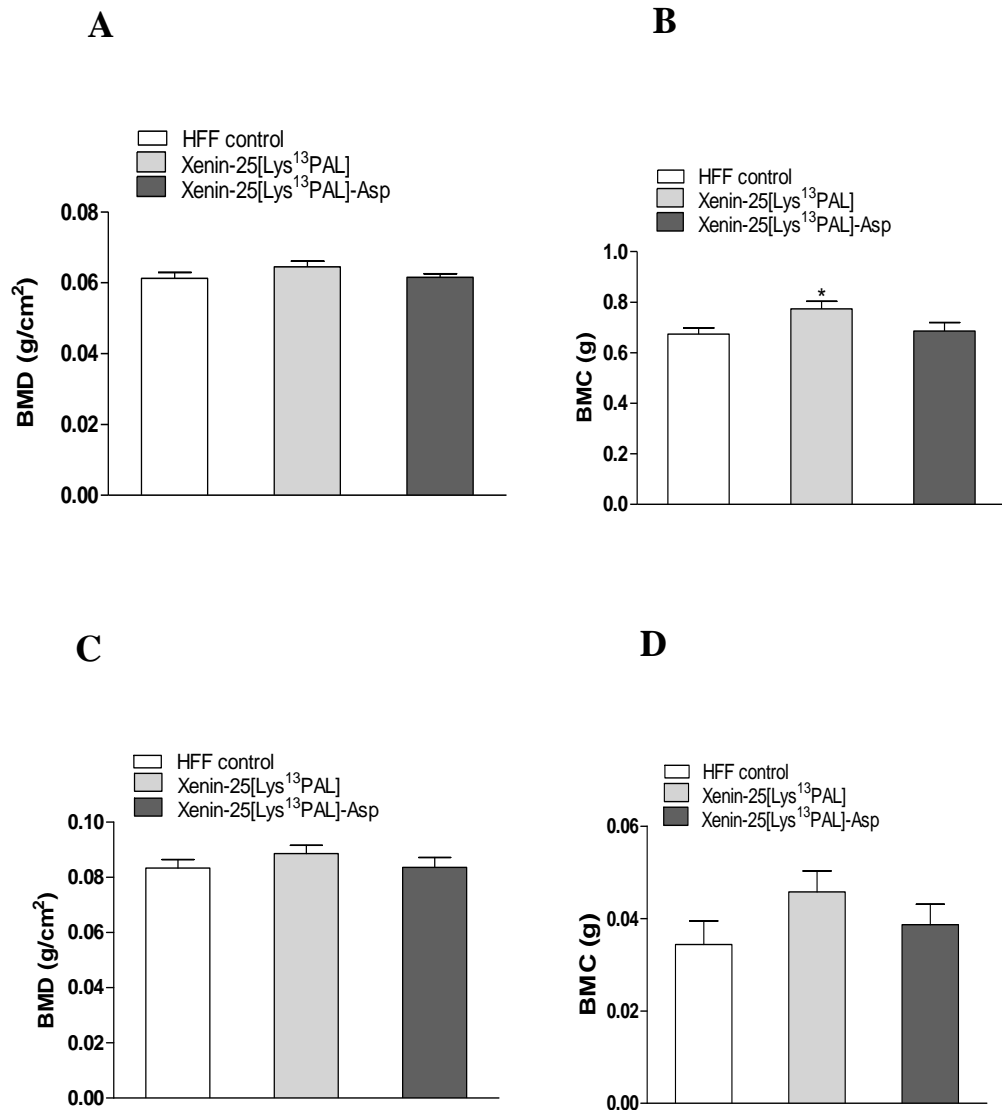 A
HFF control
Xenin-25[Lys¹³PAL]
Xenin-25[Lys¹³PAL]-Asp
0.08
0.06
0.04
0.02
0.00
BMD (g/cm²)
B
HFF control
Xenin-25[Lys¹³PAL]
Xenin-25[Lys¹³PAL]-Asp
1.0
0.8
0.6
0.4
0.2
0.0
BMC (g)
*
C
HFF control
Xenin-25[Lys¹³PAL]
Xenin-25[Lys¹³PAL]-Asp
0.10
0.08
0.06
0.04
0.02
0.00
BMD (g/cm²)
D
HFF control
Xenin-25[Lys¹³PAL]
Xenin-25[Lys¹³PAL]-Asp
0.06
0.04
0.02
0.00
BMC (g)